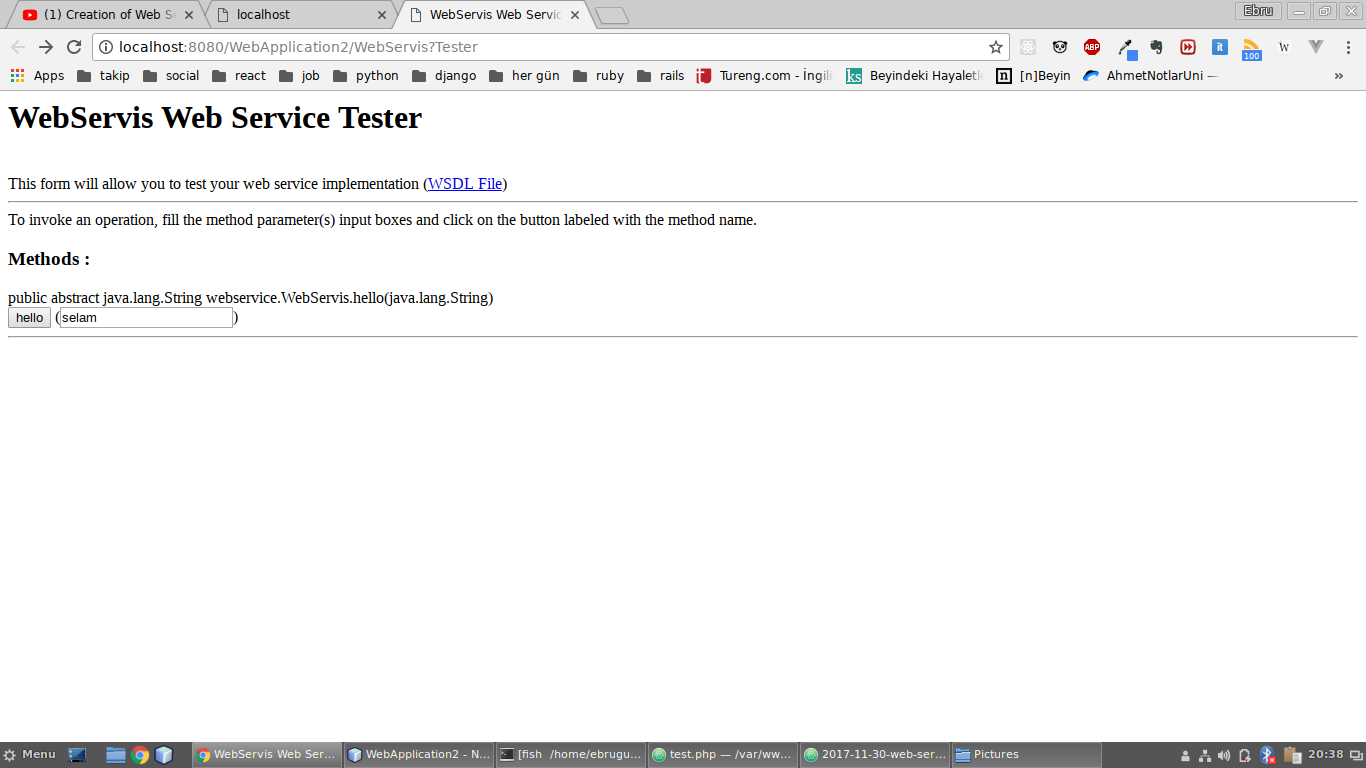 (1) Creation of Web Se
localhost
WebServis Web Servic
Ebru
localhost:8080/WebApplication2/WebServis?Tester
ABP
it
100
W
Apps takip social react job python django her gün ruby rails Tureng.com - İngili ks Beyindeki Hayaletle n [n]Beyin AhmetNotlarUni — »
WebServis Web Service Tester
This form will allow you to test your web service implementation (WSDL File)
To invoke an operation, fill the method parameter(s) input boxes and click on the button labeled with the method name.
Methods :
public abstract java.lang.String webservice.WebServis.hello(java.lang.String)
hello (selam)
Menu WebServis Web Ser... WebApplication2 - N... [fish /home/ebrugu... test.php — /var/ww... 2017-11-30-web-ser... Pictures 20:38